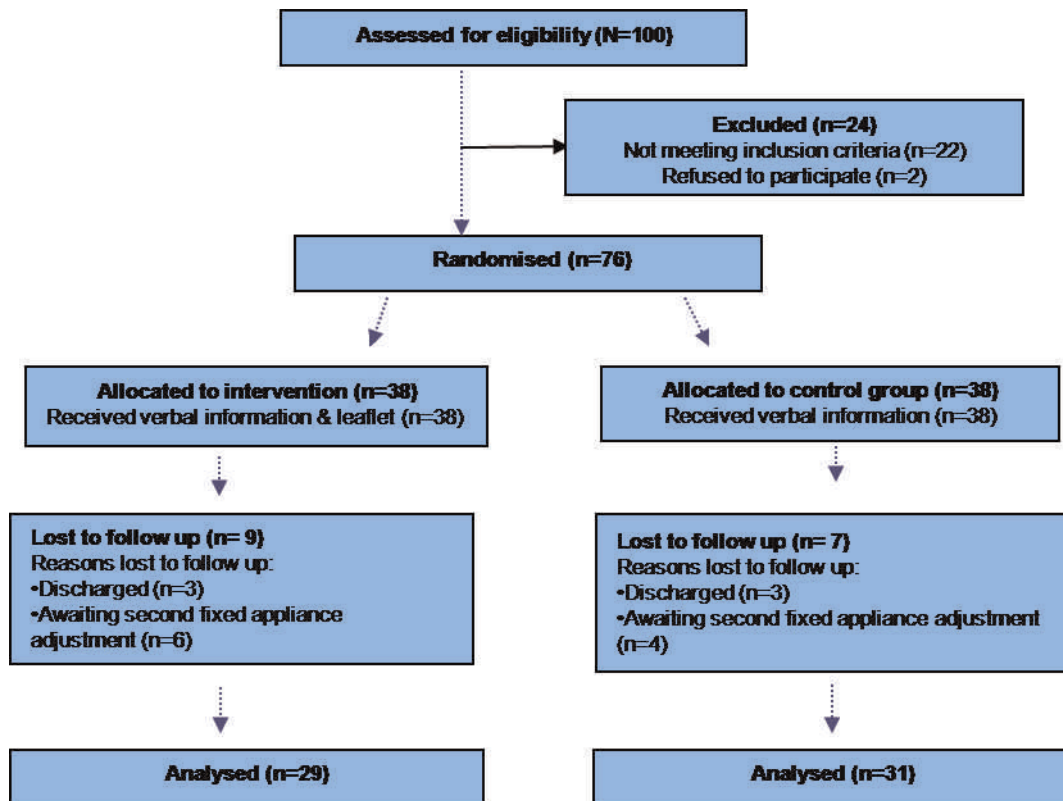 Assessed for eligibility (N=100)
Excluded (n=24)
Not meeting inclusion criteria (n=22)
Refused to participate (n=2)
Randomised (n=76)
Allocated to intervention (n=38)
Received verbal information & leaflet (n=38)
Allocated to control group (n=38)
Received verbal information (n=38)
Lost to follow up (n= 9)
Reasons lost to follow up:
•Discharged (n=3)
•Awaiting second fixed appliance
adjustment (n=6)
Lost to follow up (n= 7)
Reasons lost to follow up:
•Discharged (n=3)
•Awaiting second fixed appliance adjustment
(n=4)
Analysed (n=29)
Analysed (n=31)